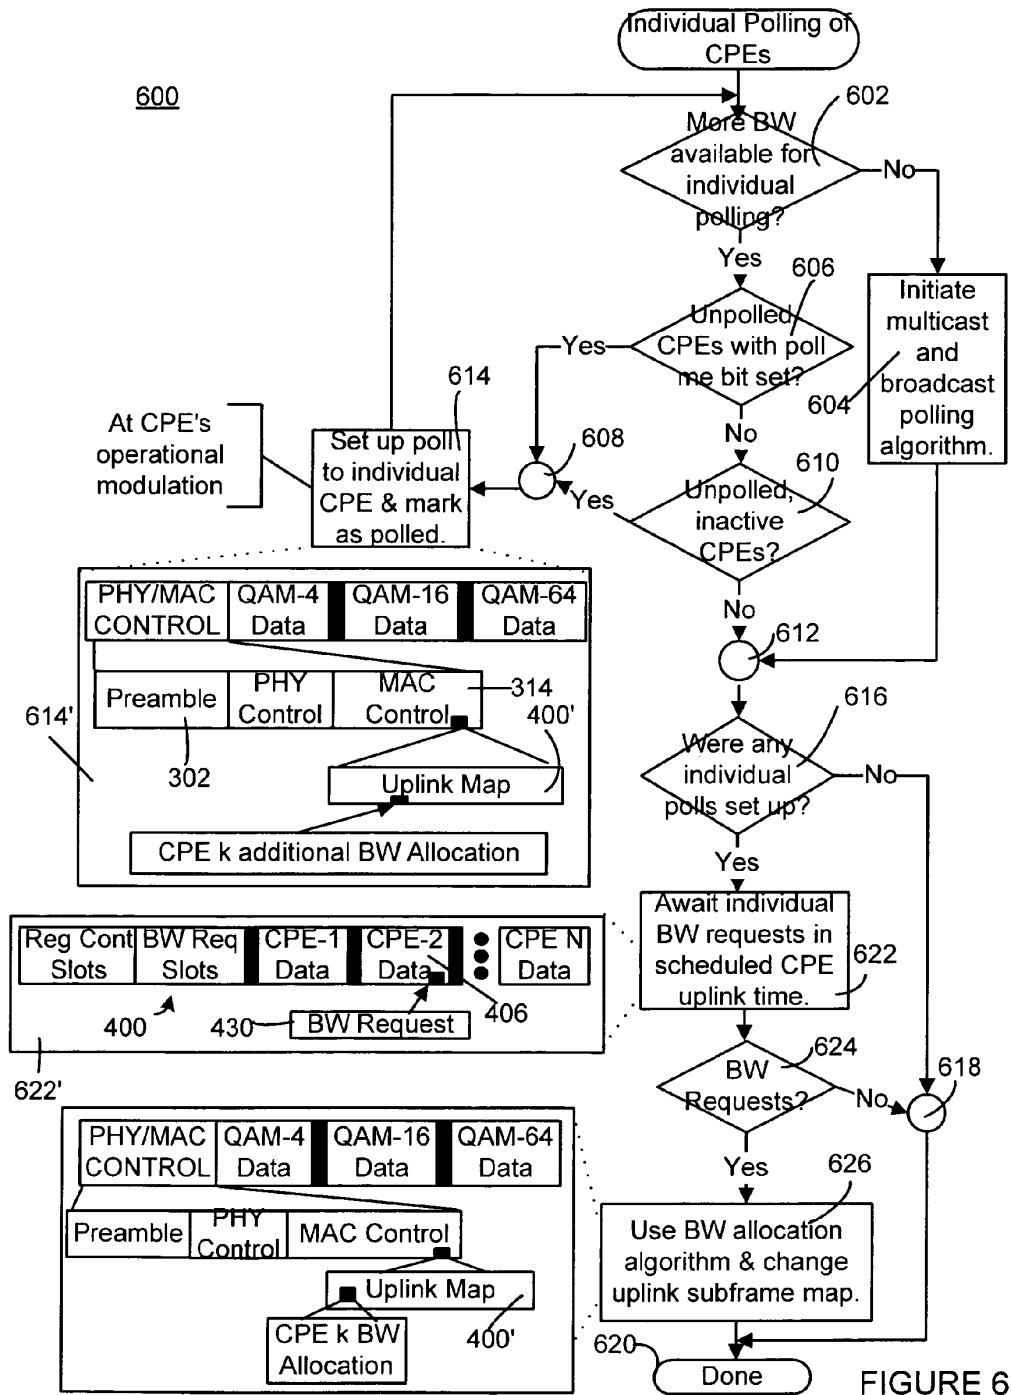 Individual Polling of
CPEs
600
602
More BW
available for
individual
polling?
No
Yes
606
Unpolled
CPEs with poll
me bit set?
Yes
Initiate
multicast
and
broadcast
polling
algorithm.
604
614
At CPE's
operational
modulation
Set up poll
to individual
CPE & mark
as polled.
608
No
610
Yes
Unpolled,
inactive
CPEs?
No
612
PHY/MAC
CONTROL
QAM-4
Data
QAM-16
Data
QAM-64
Data
Preamble
PHY
Control
MAC
Control
314
614'
302
400'
Uplink Map
CPE k additional BW Allocation
616
Were any
individual
polls set up?
No
Yes
Await individual
BW requests in
scheduled CPE
uplink time.
622
Reg Cont
Slots
BW Req
Slots
CPE-1
Data
CPE-2
Data
CPE N
Data
400
430
BW Request
406
622'
624
BW
Requests?
No
618
Yes
PHY/MAC
CONTROL
QAM-4
Data
QAM-16
Data
QAM-64
Data
Preamble
PHY
Control
MAC Control
Uplink Map
400'
CPE k BW
Allocation
626
Use BW allocation
algorithm & change
uplink subframe map.
620
Done
FIGURE 6